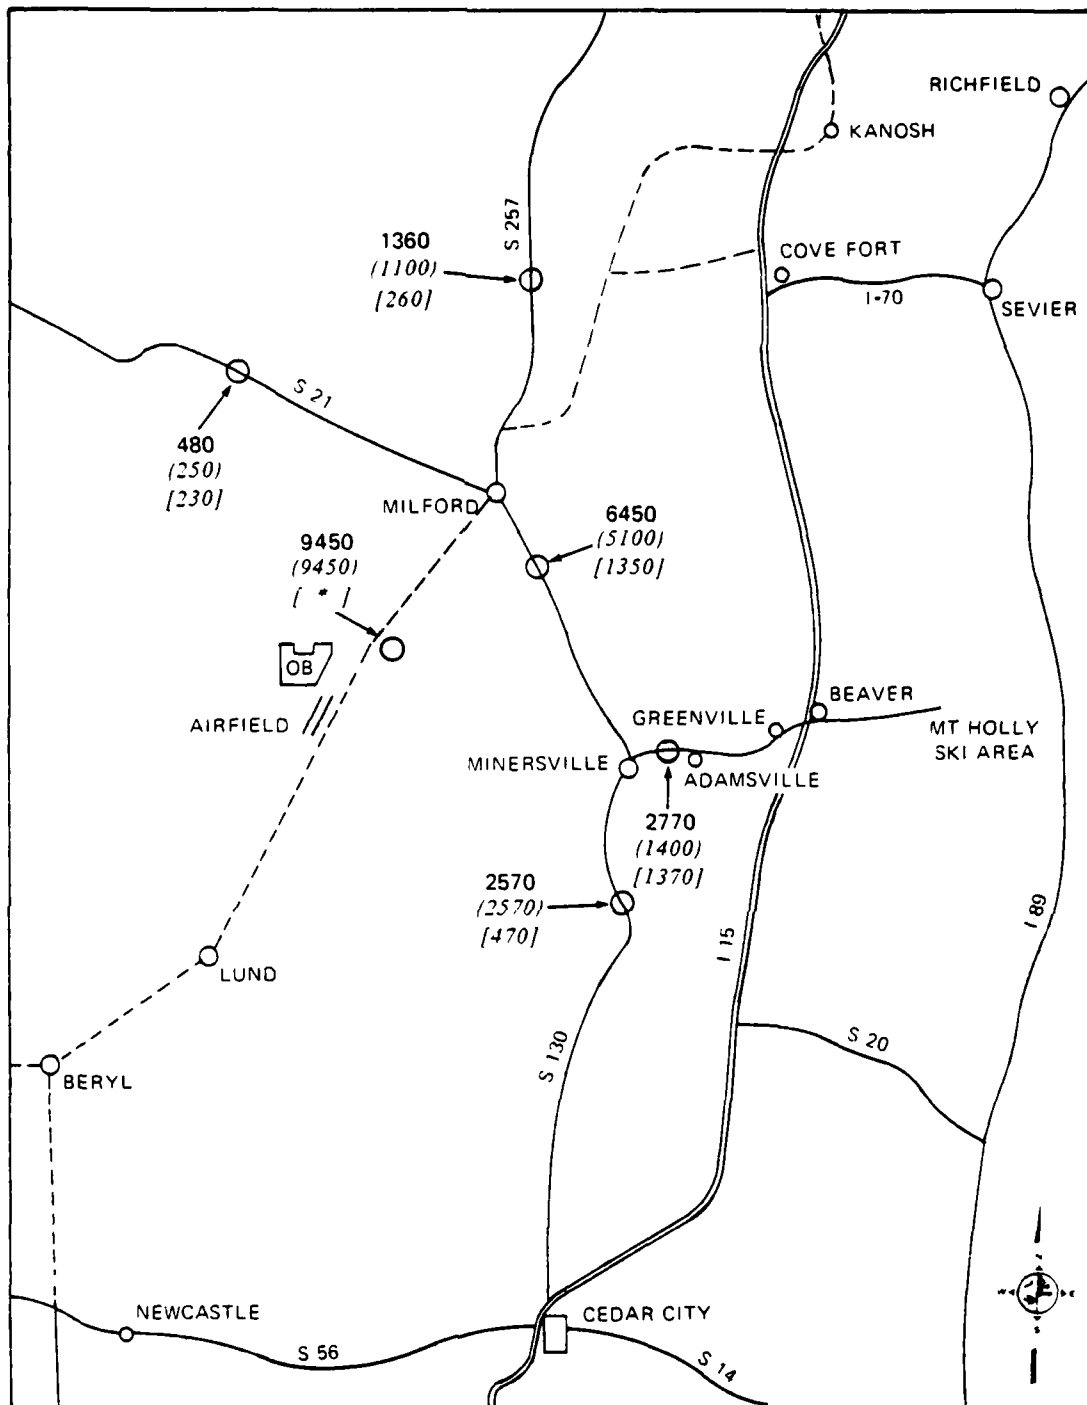 RICHFIELD
KANOSH
S 257
1360
(1100)
[260]
COVE FORT
I-70
SEVIER
S 21
480
(250)
[230]
MILFORD
6450
(5100)
[1350]
9450
(9450)
[ * ]
OB
AIRFIELD
BEAVER
GREENVILLE
MT HOLLY
SKI AREA
MINERSVILLE
ADAMSVILLE
2770
(1400)
[1370]
2570
(2570)
[470]
I 15
I 89
LUND
S 130
S 20
BERYL
NEWCASTLE
CEDAR CITY
S 56
S 14